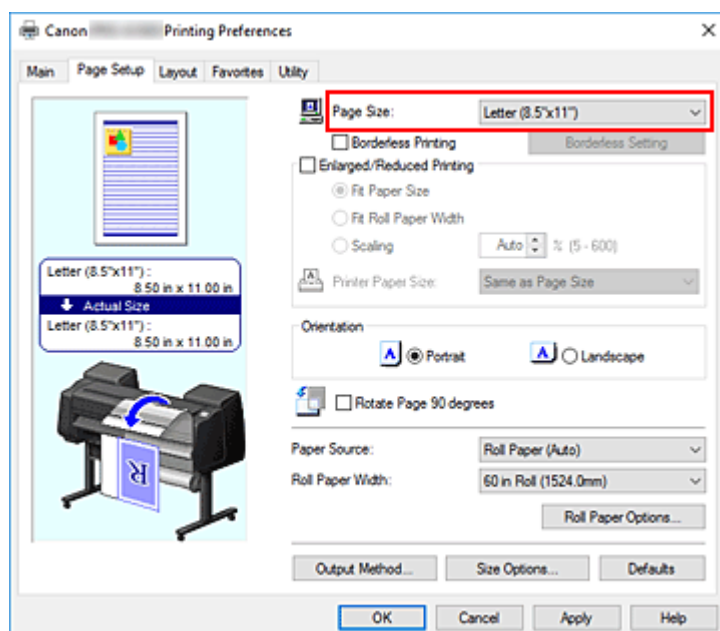 Canon Printing Preferences
Main Page Setup Layout Favorites Utility
Page Size: Letter (8.5"x11")
Borderless Printing Borderless Setting
Enlarged/Reduced Printing
Fit Paper Size
Fit Roll Paper Width
Scaling Auto % (5 - 600)
Printer Paper Size: Same as Page Size
Letter (8.5"x11") :
8.50 in x 11.00 in
Actual Size
Letter (8.5"x11") :
8.50 in x 11.00 in
Orientation
A Portrait A Landscape
Rotate Page 90 degrees
Paper Source: Roll Paper (Auto)
Roll Paper Width: 60 in Roll (1524.0mm)
R
Roll Paper Options...
Output Method... Size Options... Defaults
OK Cancel Apply Help